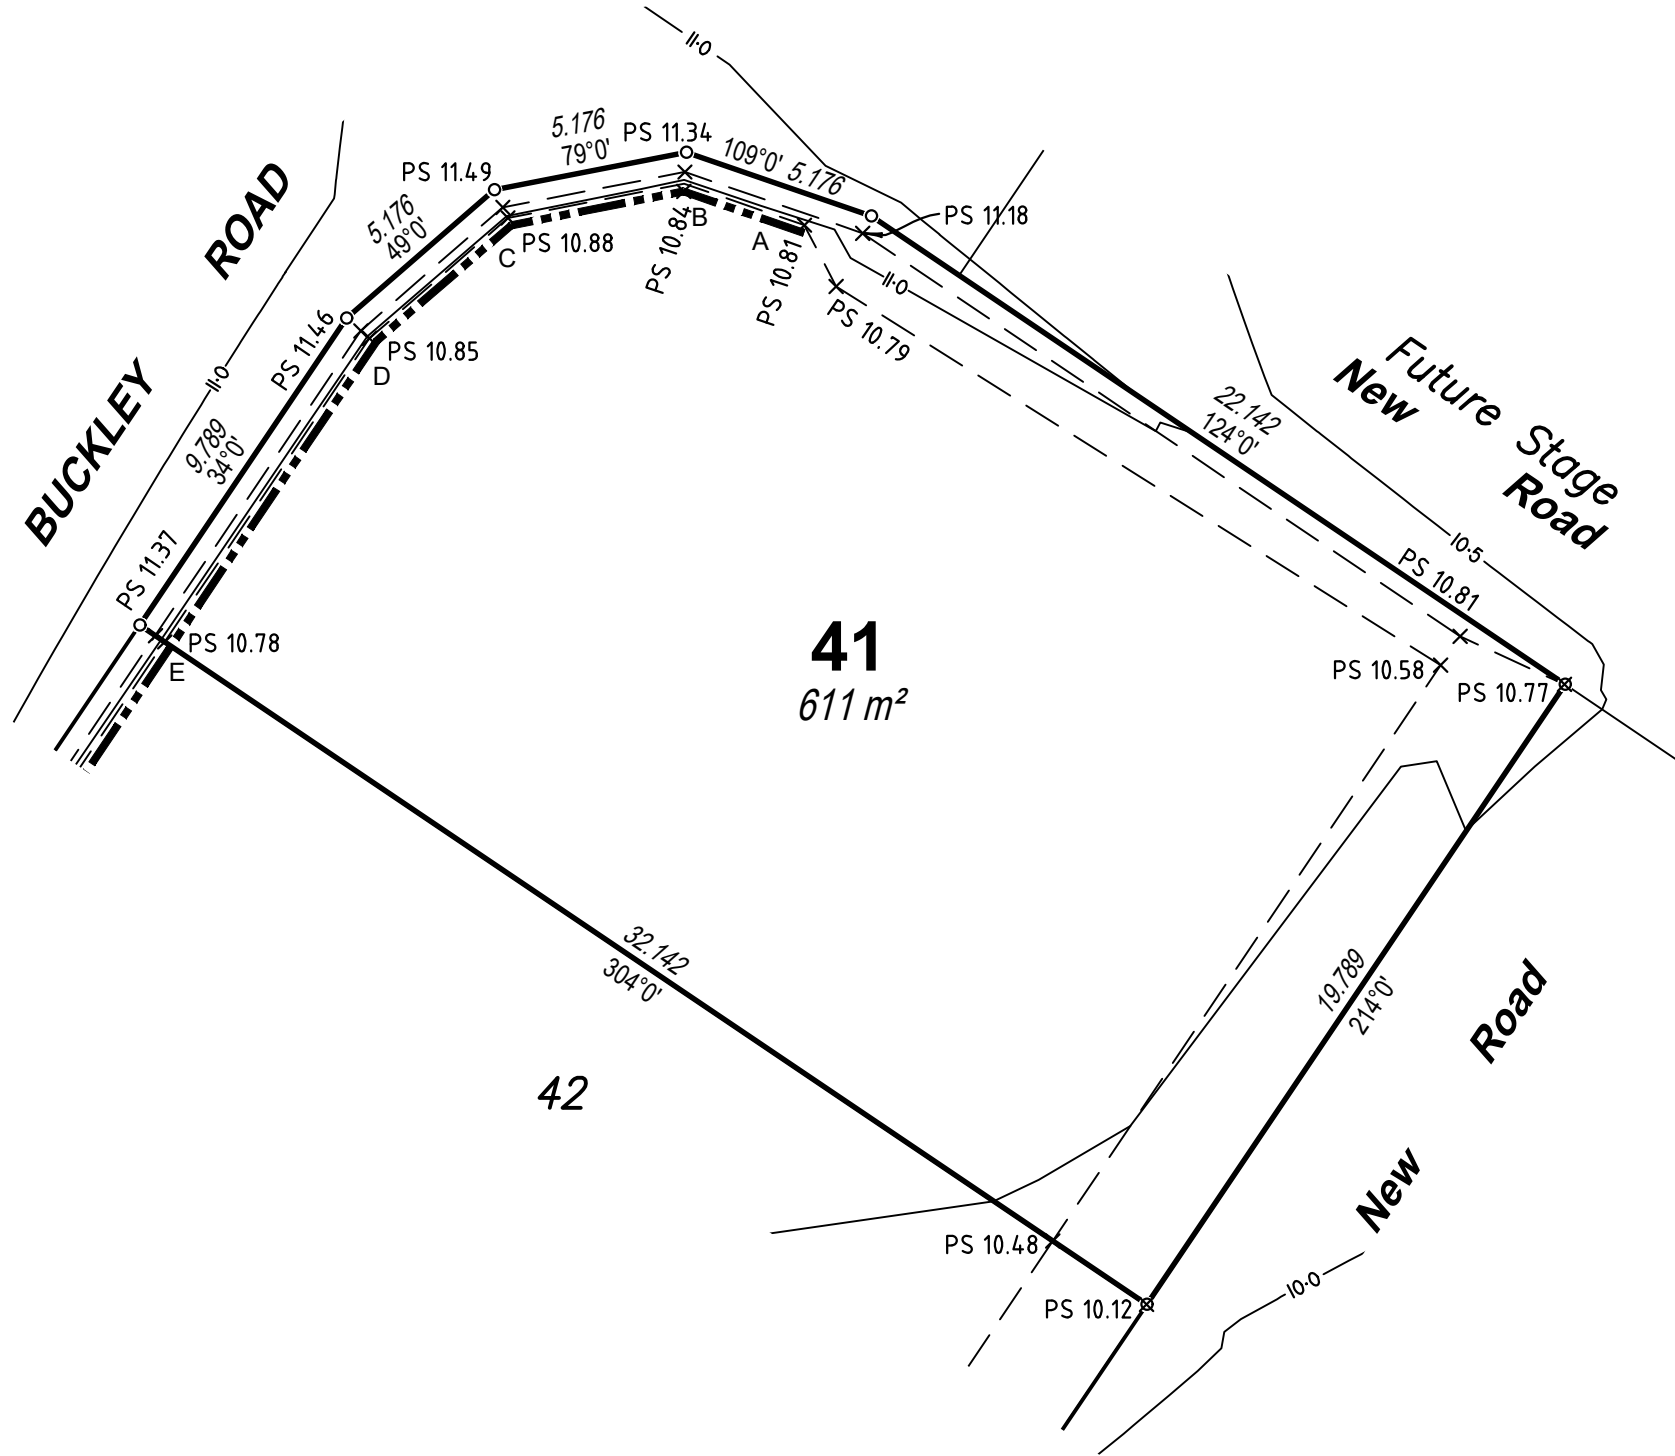 11·0
5.176
79°0'
PS 11.34
109°0' 5.176
PS 11.49
5.176
49°0'
ROAD
PS 11.18
B
A
C
PS 10.88
PS 10.84
PS 10.81
11·0
PS 10.79
PS 11.46
PS 10.85
D
11·0
BUCKLEY
9.789
34°0'
Future Stage
New
Road
22.142
124°0'
10·5
PS 11.37
PS 10.81
PS 10.78
E
41
611 m²
PS 10.58
PS 10.77
32.142
304°0'
19.789
214°0'
Road
42
New
PS 10.48
10·0
PS 10.12